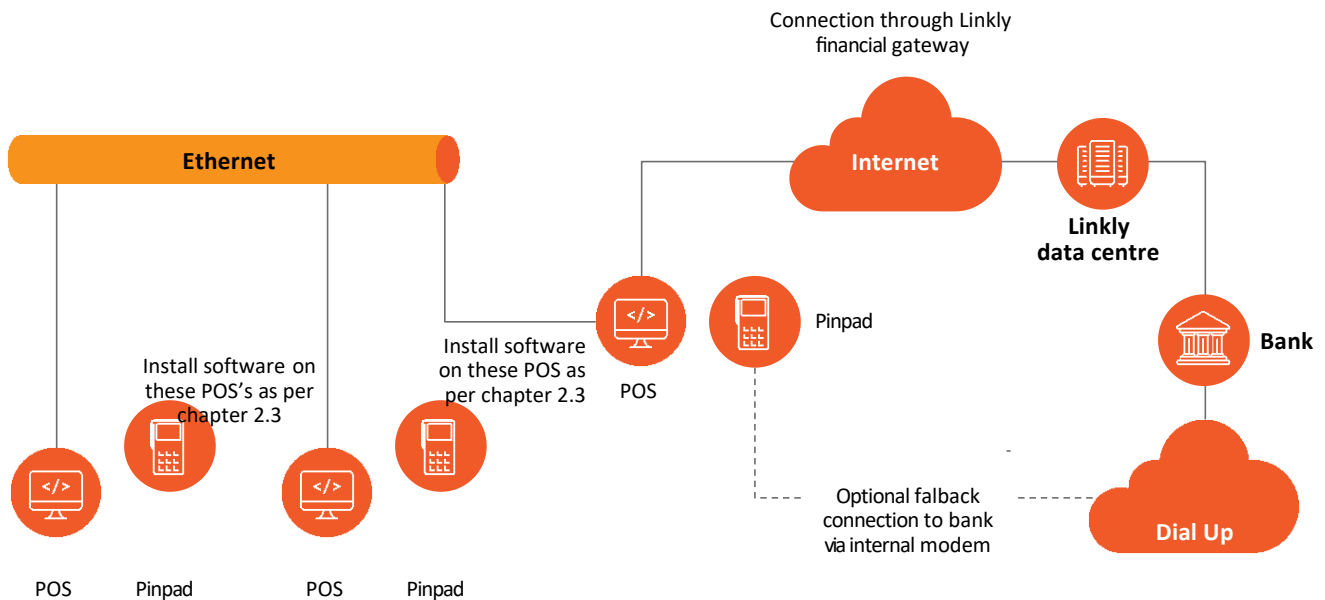 Connection through Linkly
financial gateway
Ethernet
Internet
Linkly
data centre
</>
POS
Pinpad
Bank
Install software on
these POS's as per
chapter 2.3
Install software
on these POS as
per chapter 2.3
</>
POS
Pinpad
</>
POS
Pinpad
Optional falback
connection to bank
via internal modem
Dial Up